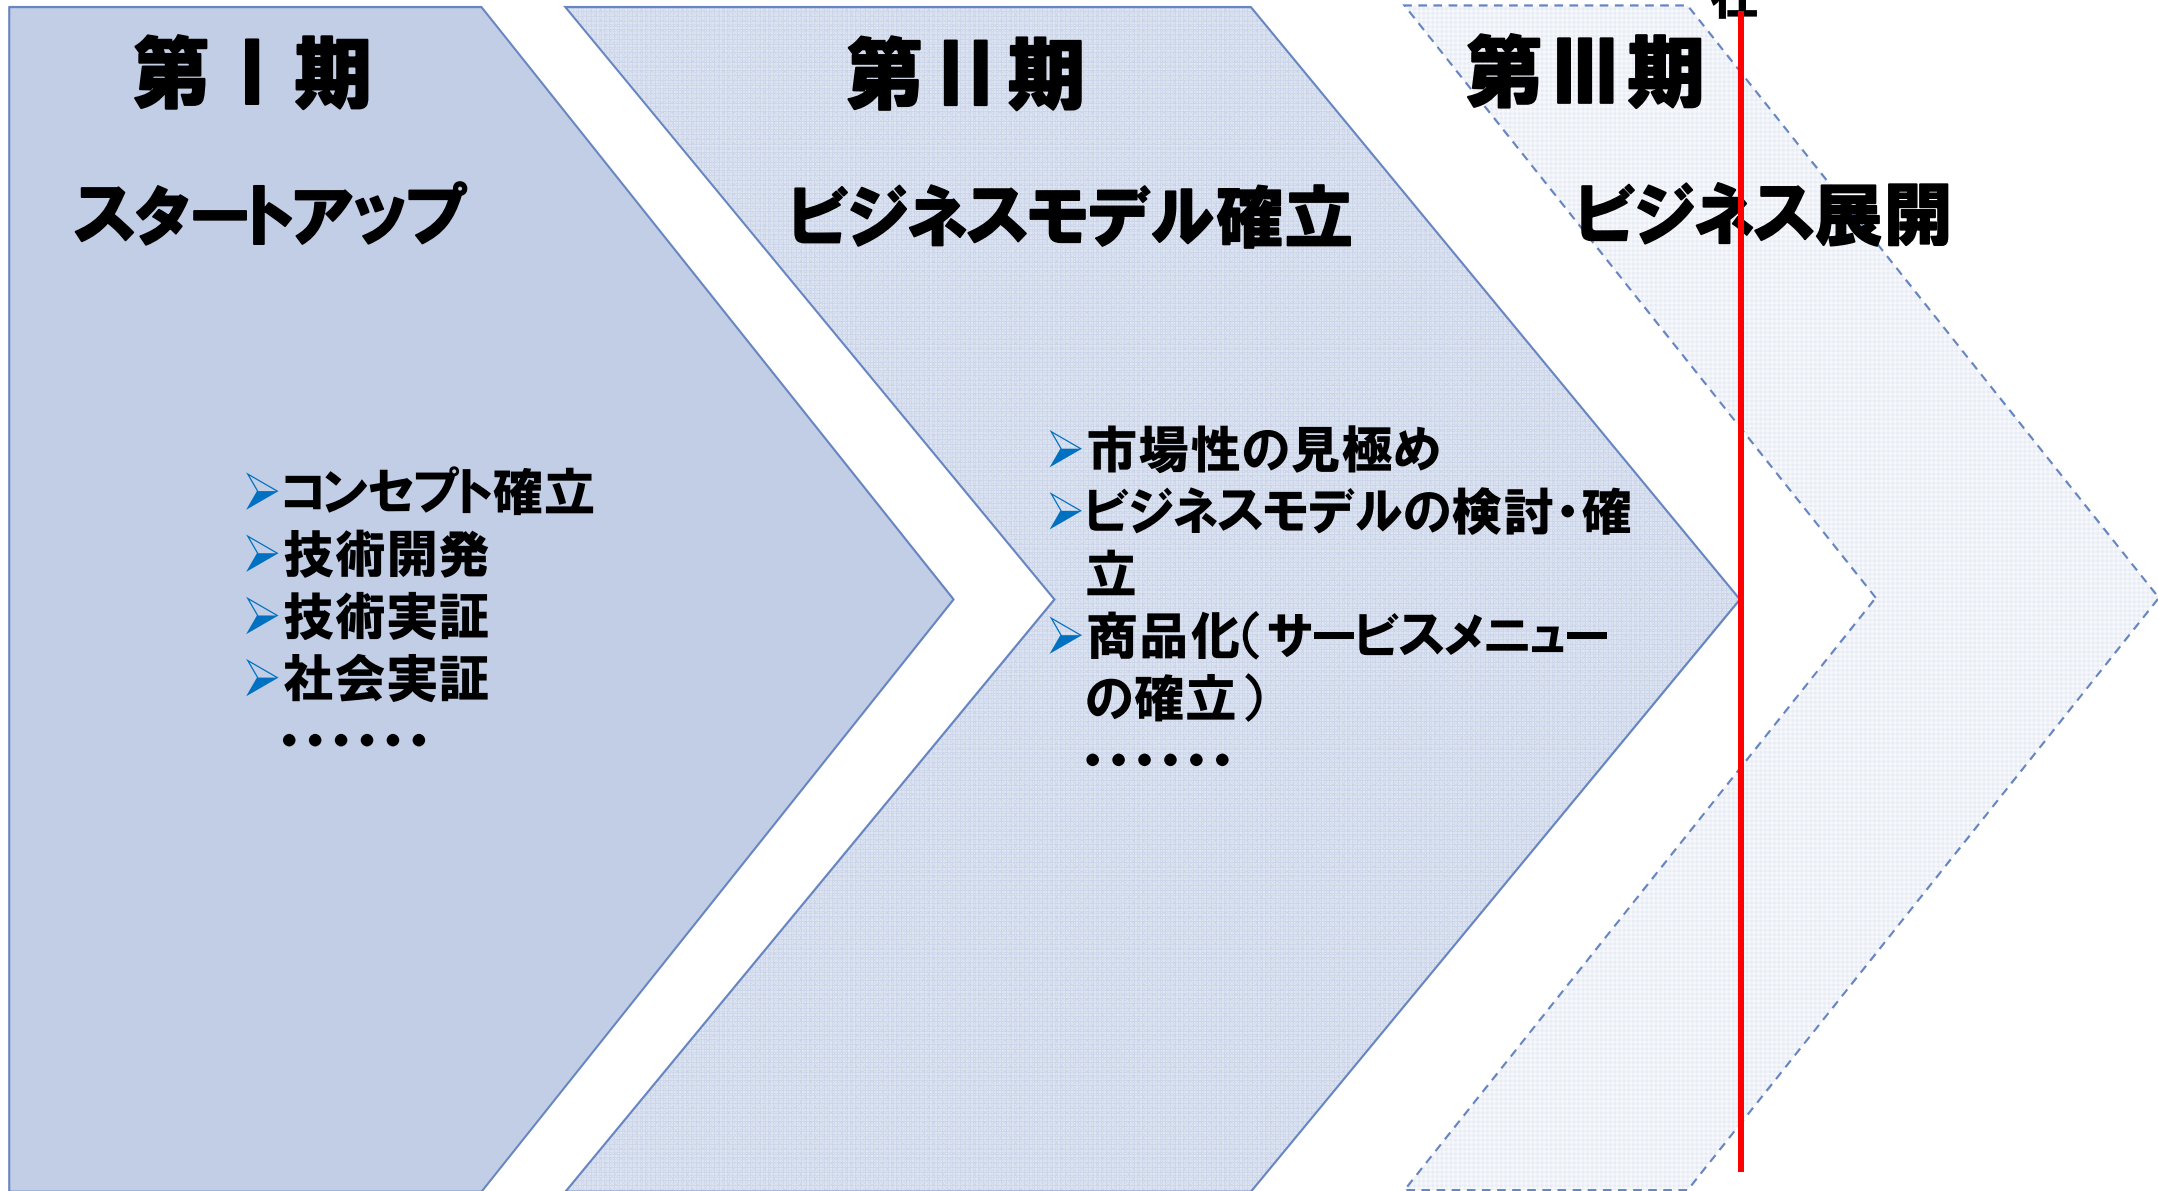 第Ⅰ期
スタートアップ
コンセプト確立
技術開発
技術実証
社会実証
・・・・・・
第Ⅱ期
ビジネスモデル確立
市場性の見極め
ビジネスモデルの検討・確
立
商品化(サービスメニュー
の確立)
・・・・・・
第Ⅲ期
ビジネス展開